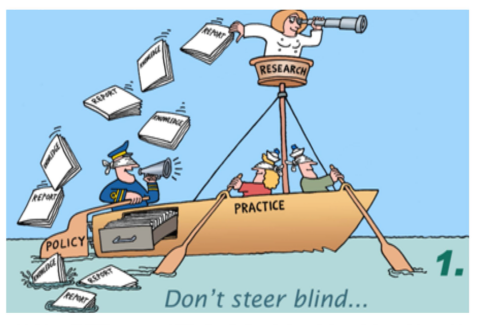 REPORT
KNOWLEDGE
RESEARCH
REPORT
KNOWLEDGE
KNOWLEDGE
REPORT
PRACTICE
POLICY
KNOWLEDGE
REPORT
REPORT
1.
Don't steer blind...